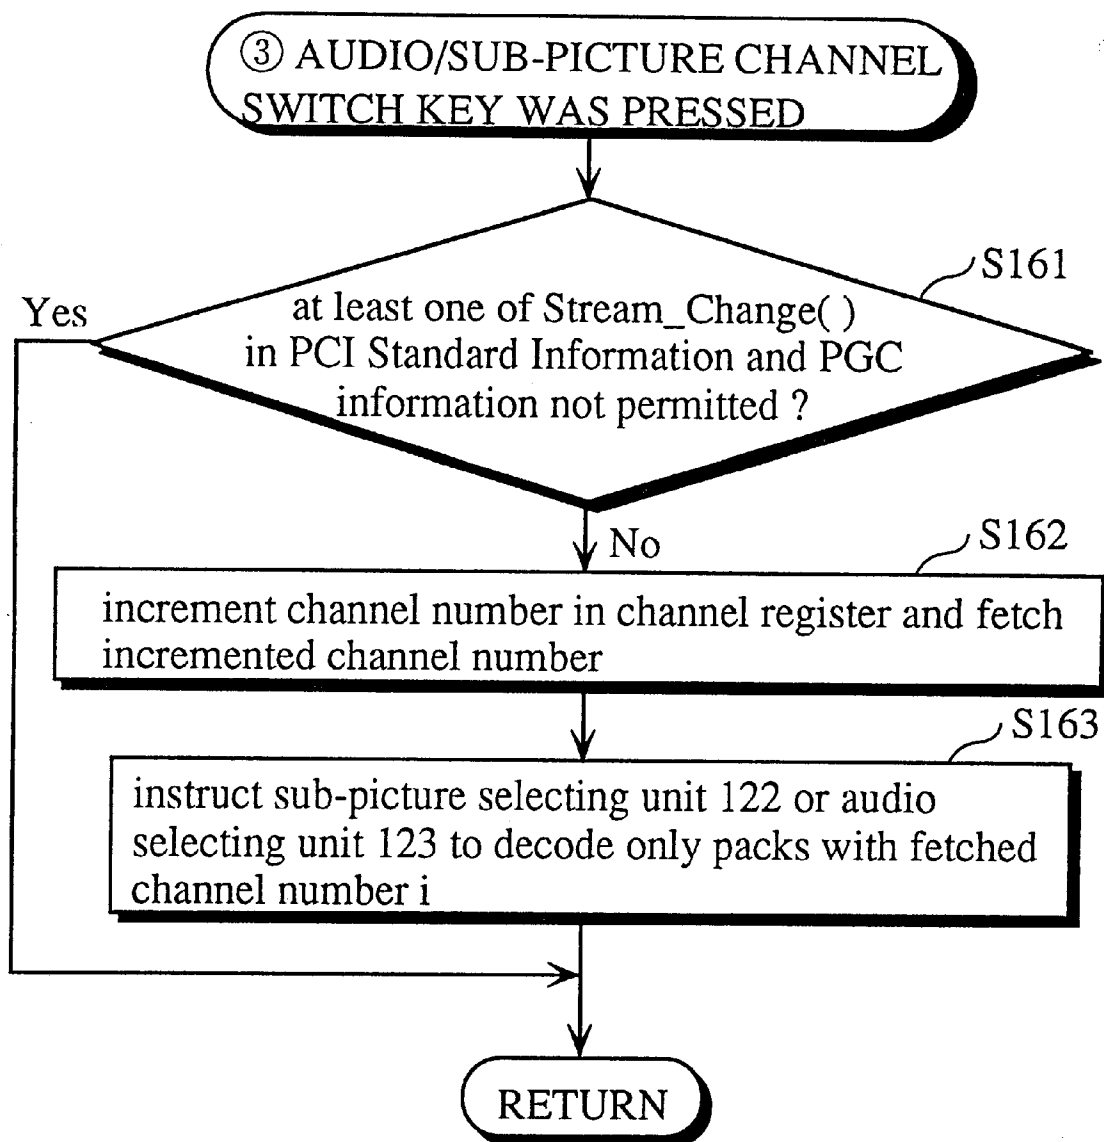 ③ AUDIO/SUB-PICTURE CHANNEL
SWITCH KEY WAS PRESSED
S161
Yes
at least one of Stream_Change( )
in PCI Standard Information and PGC
information not permitted ?
No
S162
increment channel number in channel register and fetch
incremented channel number
S163
instruct sub-picture selecting unit 122 or audio
selecting unit 123 to decode only packs with fetched
channel number i
RETURN